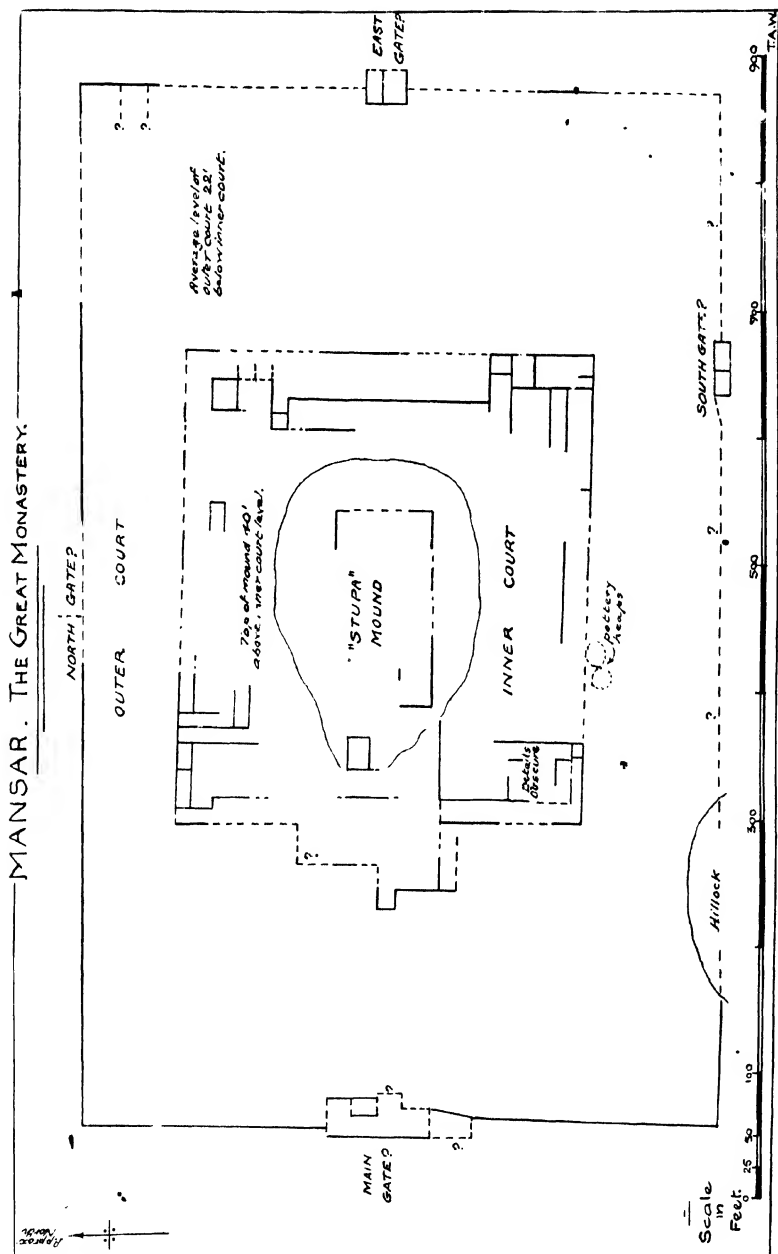 MANSAR. THE GREAT MONASTERY.
Approx.
North
NORTH GATE?
OUTER COURT
?
?
Average level of
outer court 22'
below inner court.
EAST
GATE?
Top of mound 40'
above inner court level.
"STUPA"
MOUND
INNER COURT
Details
Obscure
?
pottery
heaps
MAIN
GATE?
?
?
Hillock
?
?
SOUTH GATE?
?
Scale
in
Feet.
0 25 50 100 300 500 700 900
T.A.W.